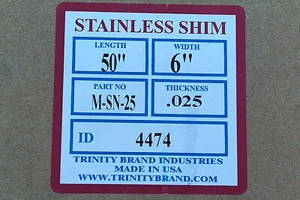 STAINLESS SHIM
LENGTH WIDTH
50" 6"
PART NO THICKNESS
M-SN-25 .025
ID 4474
TRINITY BRAND INDUSTRIES
MADE IN USA
WWW.TRINITYBRAND.COM